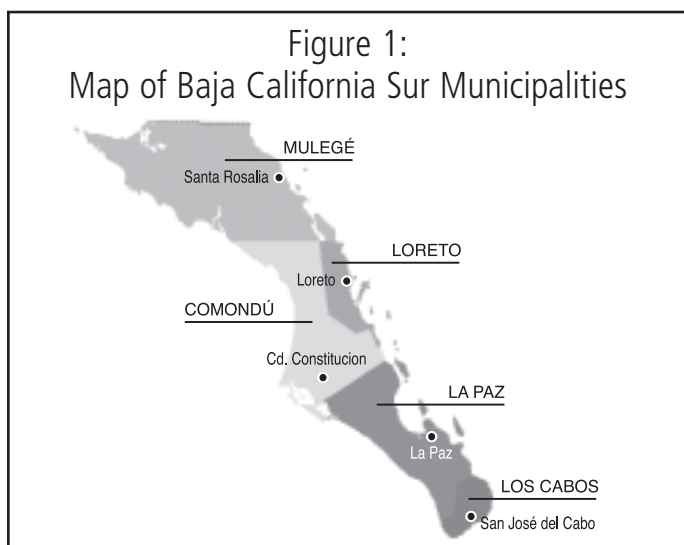 Figure 1:
Map of Baja California Sur Municipalities
MULEGÉ
Santa Rosalia
LORETO
Loreto
COMONDÚ
Cd. Constitucion
LA PAZ
La Paz
LOS CABOS
San José del Cabo